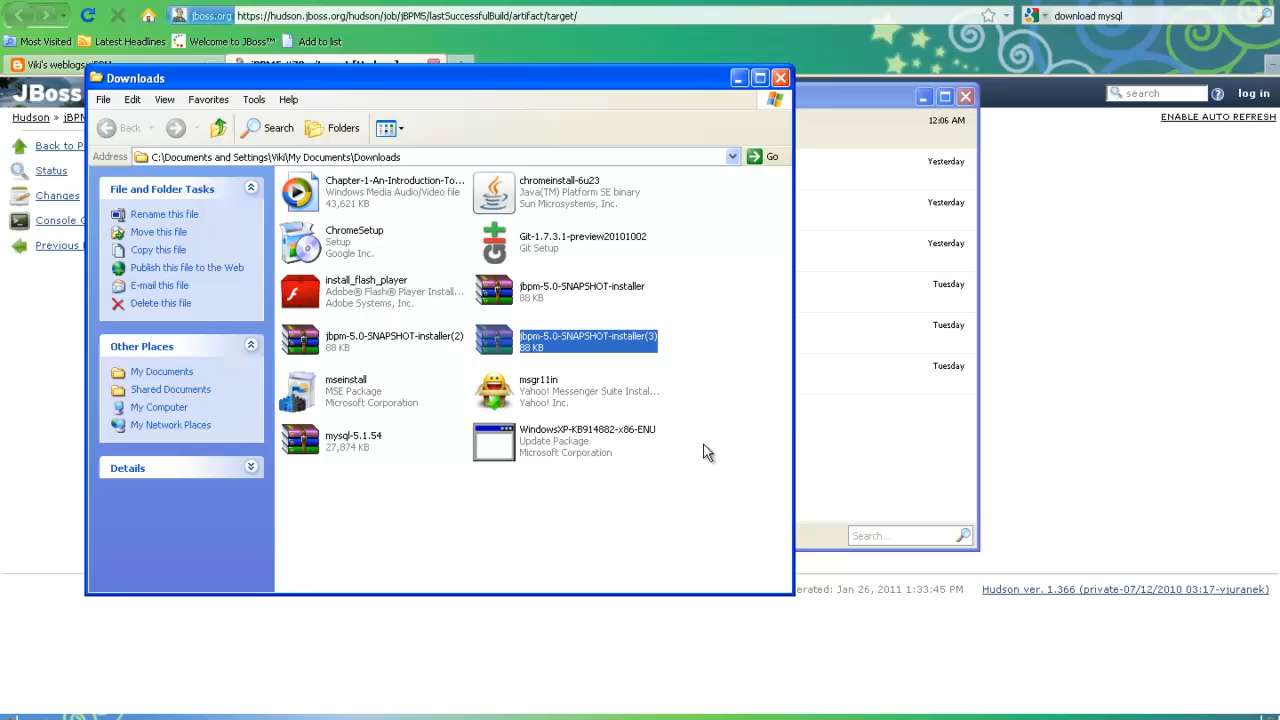 jboss.org
https://hudson.jboss.org/hudson/job/jBPM5/lastSuccessfulBuild/artifact/target/
download mysql
Most Visited
Latest Headlines
Welcome to JBoss™
Add to list
Viki's weblogs
Downloads
JBoss
search
log in
File Edit View Favorites Tools Help
12:06 AM
Hudson »
ENABLE AUTO REFRESH
Back
Search
Folders
Address
C:\Documents and Settings\Viki\My Documents\Downloads
Go
Back to P
Status
Changes
Console
Previous
File and Folder Tasks
Rename this file
Move this file
Copy this file
Publish this file to the Web
E-mail this file
Delete this file
Other Places
My Documents
Shared Documents
My Computer
My Network Places
Details
Chapter-1-An-Introduction-To...
Windows Media Audio/Video file
43,621 KB
chromeinstall-6u23
Java(TM) Platform SE binary
Sun Microsystems, Inc.
ChromeSetup
Setup
Google Inc.
Git-1.7.3.1-preview20101002
Git Setup
install_flash_player
Adobe® Flash® Player Install...
Adobe Systems, Inc.
jbpm-5.0-SNAPSHOT-installer
88 KB
jbpm-5.0-SNAPSHOT-installer(2)
88 KB
jbpm-5.0-SNAPSHOT-installer(3)
88 KB
mseinstall
MSE Package
Microsoft Corporation
msgr11in
Yahoo! Messenger Suite Instal...
Yahoo! Inc.
mysql-5.1.54
27,874 KB
WindowsXP-KB914882-x86-ENU
Update Package
Microsoft Corporation
Yesterday
Yesterday
Yesterday
Tuesday
Tuesday
Tuesday
Search...
erated: Jan 26, 2011 1:33:45 PM
Hudson ver. 1.366 (private-07/12/2010 03:17-vjuranek)